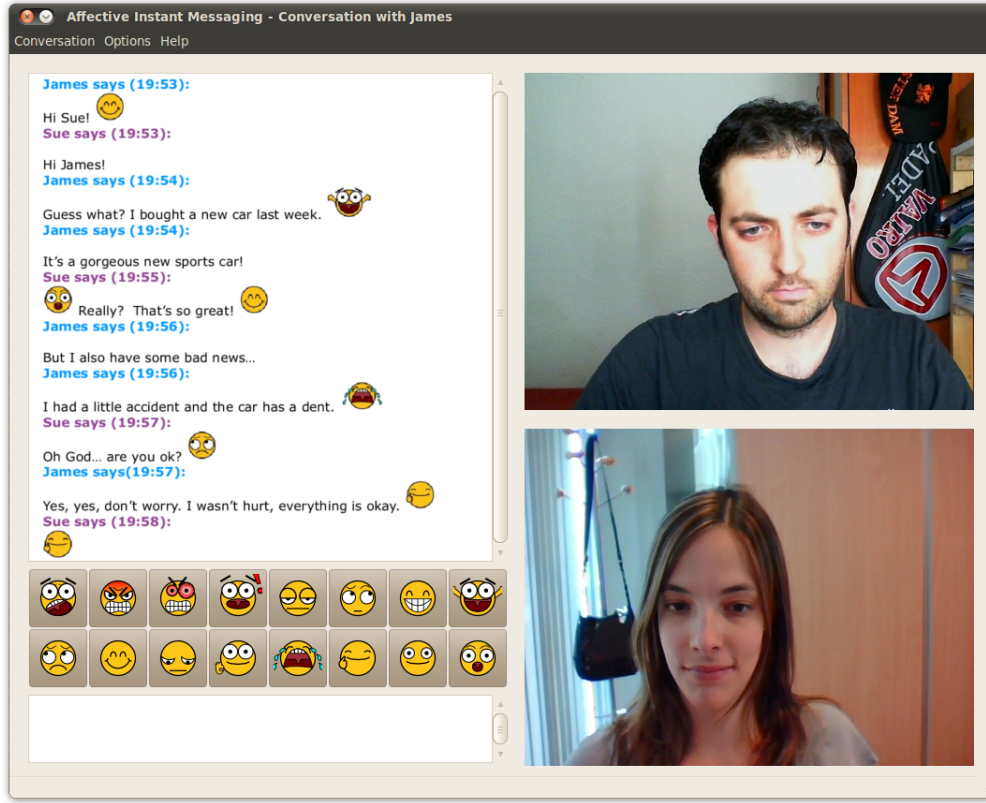 Affective Instant Messaging - Conversation with James
Conversation Options Help
James says (19:53):
Hi Sue!
Sue says (19:53):
Hi James!
James says (19:54):
Guess what? I bought a new car last week.
James says (19:54):
It’s a gorgeous new sports car!
Sue says (19:55):
Really? That’s so great!
James says (19:56):
But I also have some bad news...
James says (19:56):
I had a little accident and the car has a dent.
Sue says (19:57):
Oh God... are you ok?
James says(19:57):
Yes, yes, don’t worry. I wasn’t hurt, everything is okay.
Sue says (19:58):
VAIRO